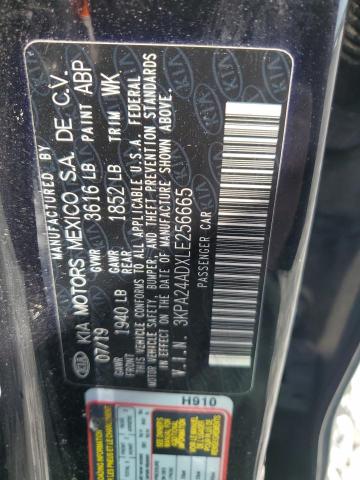 KIA MOTORS MEXICO S.A. DE C.V.
07/19 GVWR 3616 LB PAINT ABP
GAWR FRONT 1940 LB GAWR REAR 1852 LB TRIM WK
THIS VEHICLE CONFORMS TO ALL APPLICABLE U.S.A. FEDERAL
MOTOR VEHICLE SAFETY, BUMPER, AND THEFT PREVENTION STANDARDS
IN EFFECT ON THE DATE OF MANUFACTURE SHOWN ABOVE.
V.I.N. 3KPA24ADXLE256665
PASSENGER CAR
H910